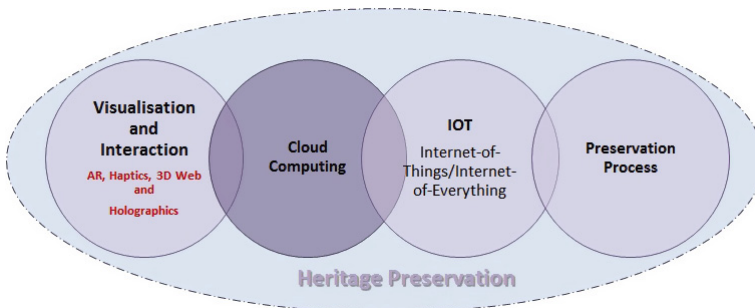 Visualisation
and
Interaction
AR, Haptics, 3D Web
and
Holographics
Cloud
Computing
IOT
Internet-of-
Things/Internet-
of-Everything
Preservation
Process
Heritage Preservation